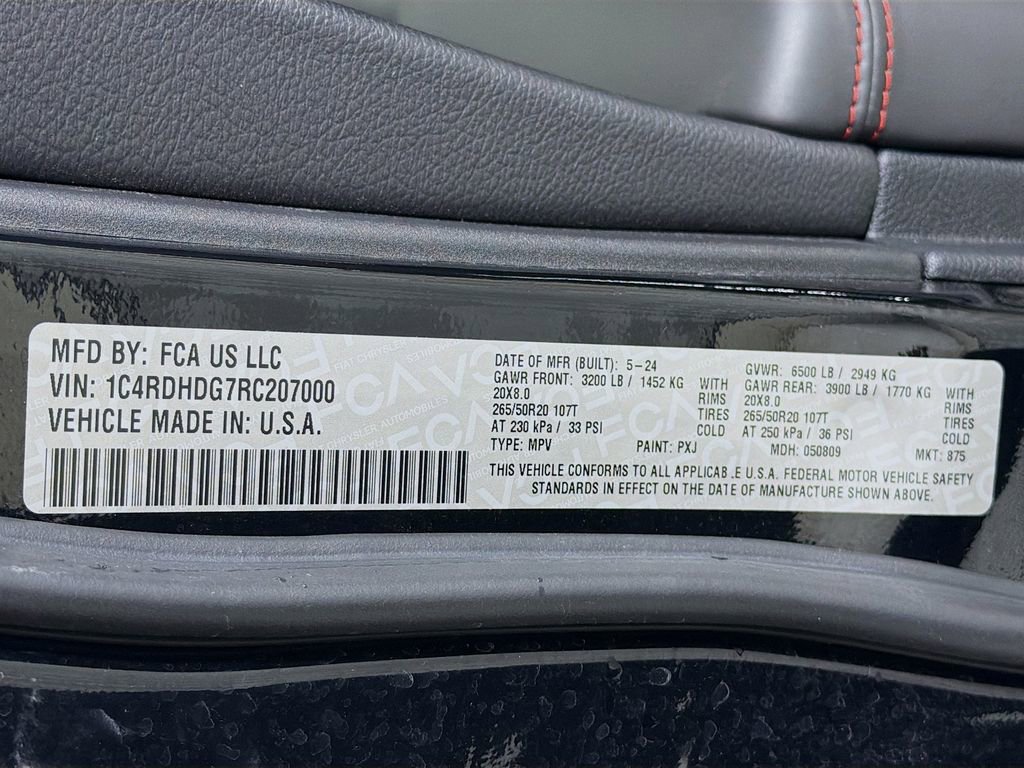 MFD BY: FCA US LLC
VIN: 1C4RDHDG7RC207000
VEHICLE MADE IN: U.S.A.
DATE OF MFR (BUILT): 5-24
GAWR FRONT: 3200 LB / 1452 KG WITH
20X8.0 RIMS
265/50R20 107T TIRES
AT 230 kPa / 33 PSI COLD
TYPE: MPV PAINT: PXJ
GVWR: 6500 LB / 2949 KG
GAWR REAR: 3900 LB / 1770 KG WITH
20X8.0 RIMS
265/50R20 107T TIRES
AT 250 kPa / 36 PSI COLD
MDH: 050809 MKT: 875
THIS VEHICLE CONFORMS TO ALL APPLICAB.E U.S.A. FEDERAL MOTOR VEHICLE SAFETY
STANDARDS IN EFFECT ON THE DATE OF MANUFACTURE SHOWN ABOVE.